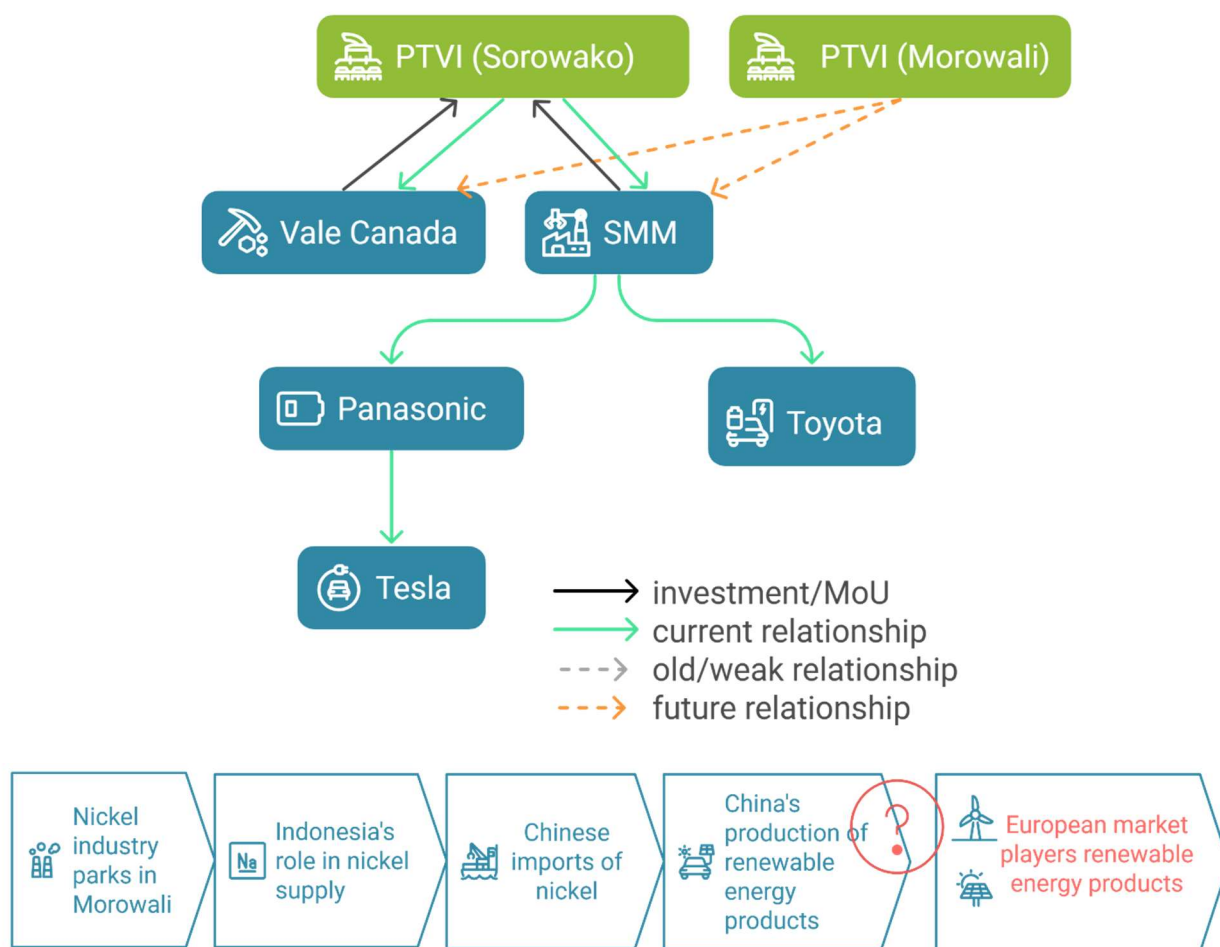 PTVI (Sorowako)
PTVI (Morowali)
Vale Canada
SMM
Panasonic
Toyota
Tesla
investment/MoU
current relationship
old/weak relationship
future relationship
Nickel
industry
parks in
Morowali
Na
Indonesia's
role in nickel
supply
Chinese
imports of
nickel
China's
production of
renewable
energy
products
?
European market
players renewable
energy products